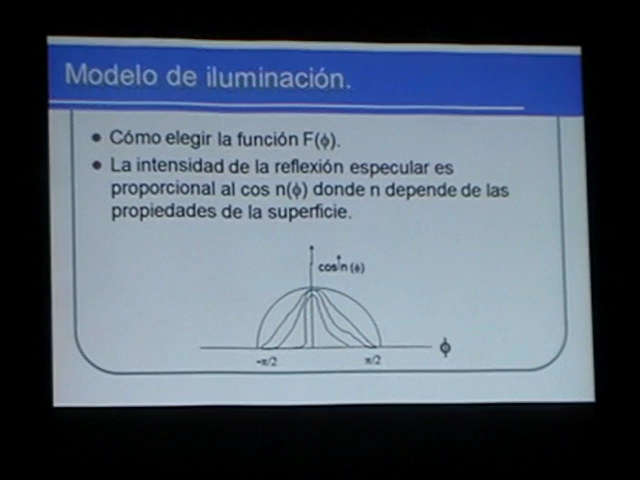 Modelo de iluminación.
• Cómo elegir la función F(ϕ).
• La intensidad de la reflexión especular es
proporcional al cos n(ϕ) donde n depende de las
propiedades de la superficie.
cos n (ϕ)
ϕ
-π/2
π/2